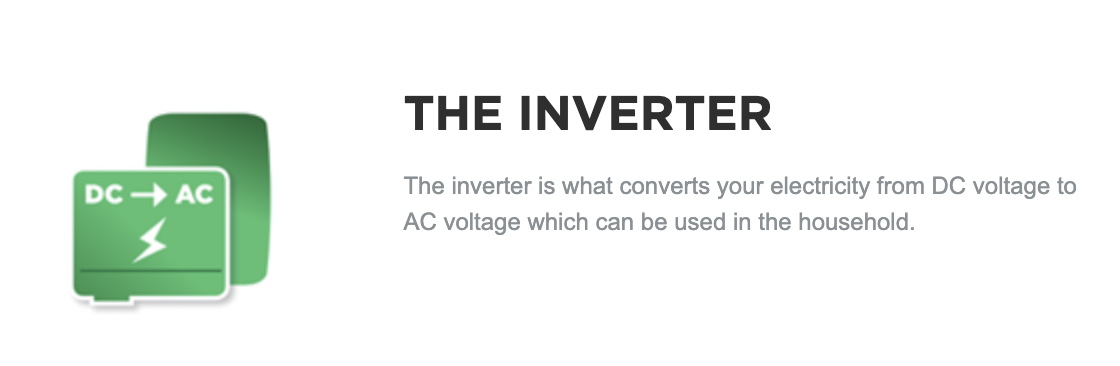 THE INVERTER
DC → AC
The inverter is what converts your electricity from DC voltage to
AC voltage which can be used in the household.